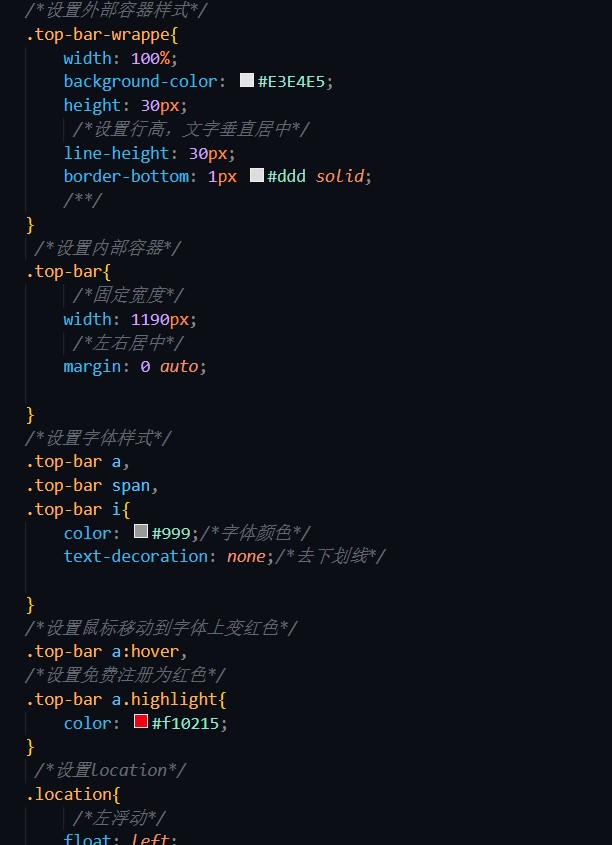 /*设置外部容器样式*/
.top-bar-wrappe{
width: 100%;
background-color: #E3E4E5;
height: 30px;
/*设置行高，文字垂直居中*/
line-height: 30px;
border-bottom: 1px #ddd solid;
/**/
}
/*设置内部容器*/
.top-bar{
/*固定宽度*/
width: 1190px;
/*左右居中*/
margin: 0 auto;
}
/*设置字体样式*/
.top-bar a,
.top-bar span,
.top-bar i{
color: #999;/*字体颜色*/
text-decoration: none;/*去下划线*/
}
/*设置鼠标移动到字体上变红色*/
.top-bar a:hover,
/*设置免费注册为红色*/
.top-bar a.highlight{
color: #f10215;
}
/*设置location*/
.location{
/*左浮动*/
float: left;